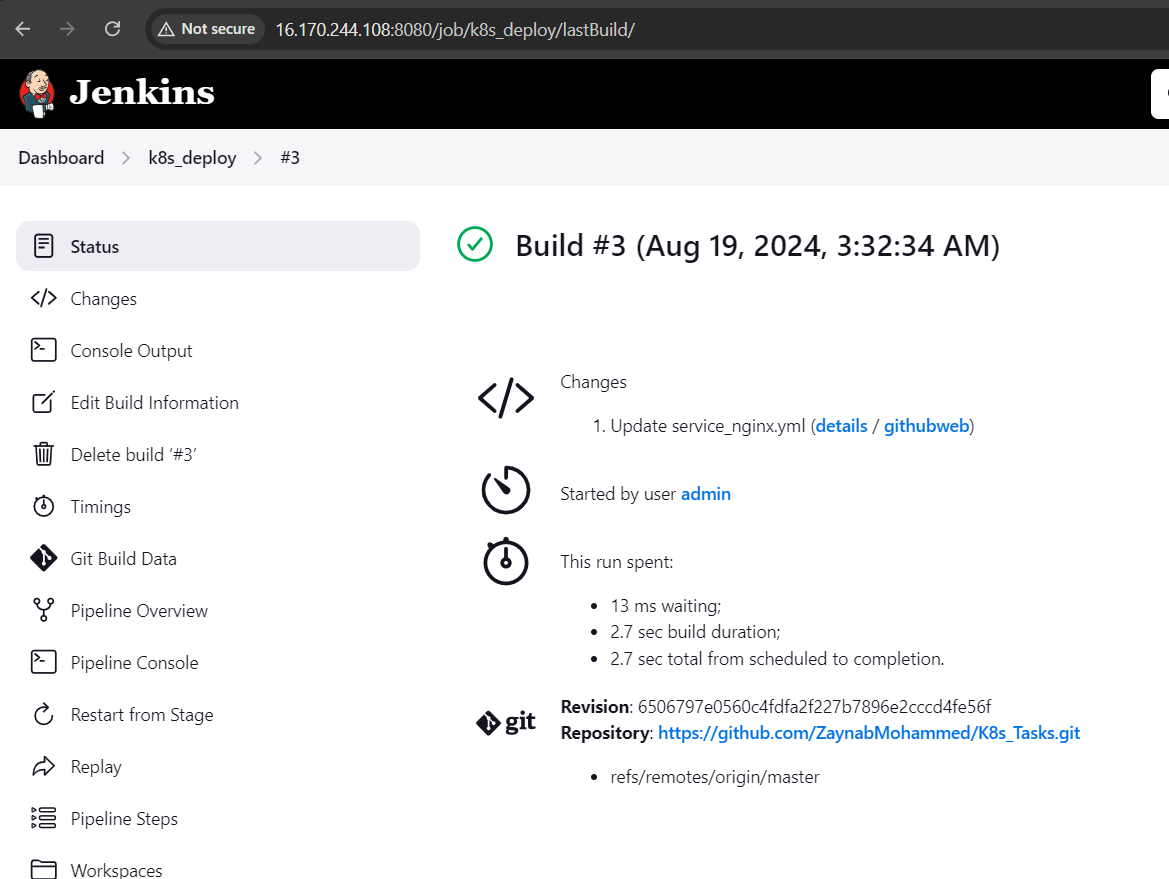 Not secure 16.170.244.108:8080/job/k8s_deploy/lastBuild/
Jenkins
Dashboard k8s_deploy #3
Status
Changes
Console Output
Edit Build Information
Delete build ‘#3’
Timings
Git Build Data
Pipeline Overview
Pipeline Console
Restart from Stage
Replay
Pipeline Steps
Workspaces
Build #3 (Aug 19, 2024, 3:32:34 AM)
Changes
1. Update service_nginx.yml (details / githubweb)
Started by user admin
This run spent:
13 ms waiting;
2.7 sec build duration;
2.7 sec total from scheduled to completion.
git
Revision: 6506797e0560c4fdfa2f227b7896e2cccd4fe56f
Repository: https://github.com/ZaynabMohammed/K8s_Tasks.git
refs/remotes/origin/master